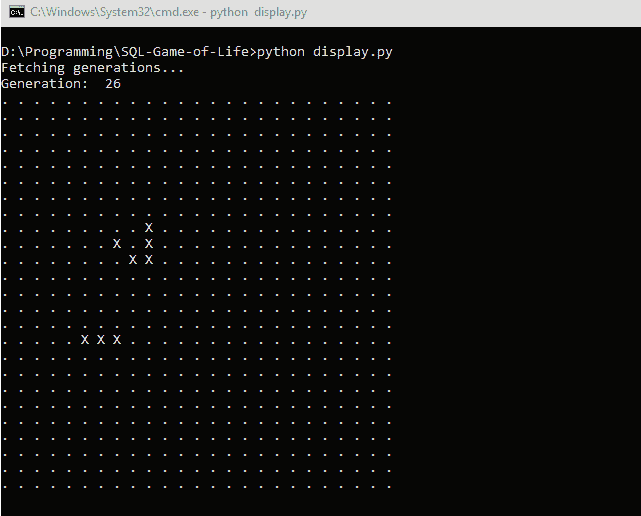 C:\Windows\System32\cmd.exe - python  display.py
D:\Programming\SQL-Game-of-Life>python display.py
Fetching generations...
Generation:  26
. . . . . . . . . . . . . . . . . . . . . . . . .
. . . . . . . . . . . . . . . . . . . . . . . . .
. . . . . . . . . . . . . . . . . . . . . . . . .
. . . . . . . . . . . . . . . . . . . . . . . . .
. . . . . . . . . . . . . . . . . . . . . . . . .
. . . . . . . . . . . . . . . . . . . . . . . . .
. . . . . . . . . . . . . . . . . . . . . . . . .
. . . . . . . . . . . . . . . . . . . . . . . . .
. . . . . . . . . X . . . . . . . . . . . . . . .
. . . . . . . X . X . . . . . . . . . . . . . . .
. . . . . . . . X X . . . . . . . . . . . . . . .
. . . . . . . . . . . . . . . . . . . . . . . . .
. . . . . . . . . . . . . . . . . . . . . . . . .
. . . . . . . . . . . . . . . . . . . . . . . . .
. . . . . . . . . . . . . . . . . . . . . . . . .
. . . . . X X X . . . . . . . . . . . . . . . . .
. . . . . . . . . . . . . . . . . . . . . . . . .
. . . . . . . . . . . . . . . . . . . . . . . . .
. . . . . . . . . . . . . . . . . . . . . . . . .
. . . . . . . . . . . . . . . . . . . . . . . . .
. . . . . . . . . . . . . . . . . . . . . . . . .
. . . . . . . . . . . . . . . . . . . . . . . . .
. . . . . . . . . . . . . . . . . . . . . . . . .
. . . . . . . . . . . . . . . . . . . . . . . . .
. . . . . . . . . . . . . . . . . . . . . . . . .